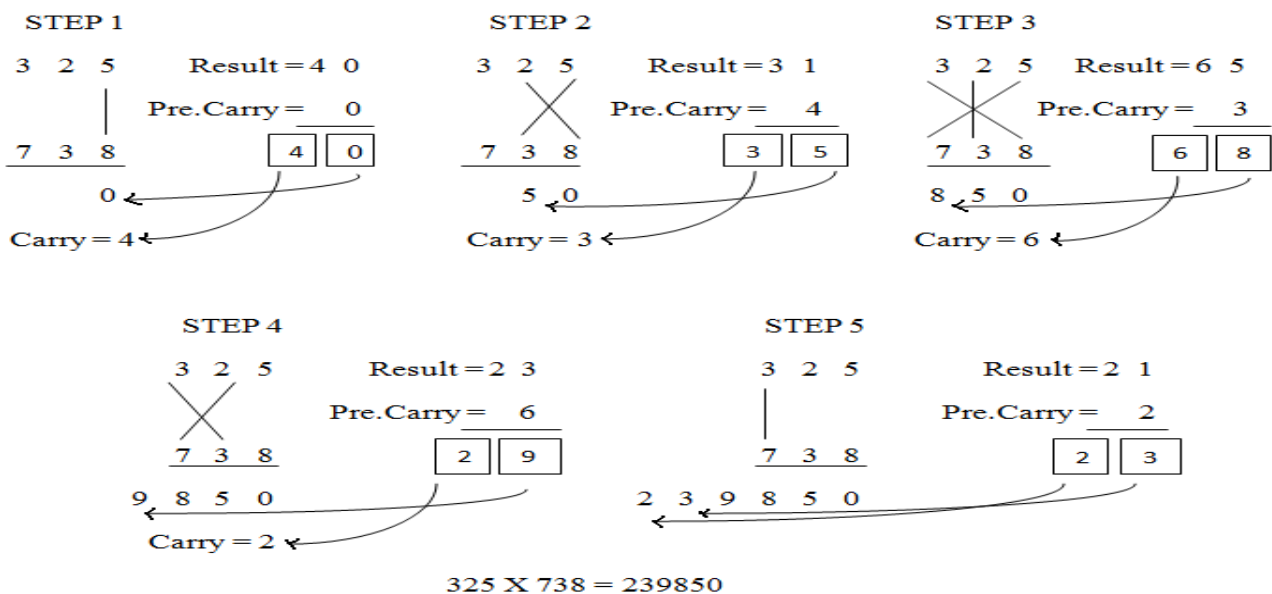 STEP 1
3 2 5 Result = 4 0
Pre.Carry = 0
7 3 8 4 0
0
Carry = 4
STEP 2
3 2 5 Result = 3 1
Pre.Carry = 4
7 3 8 3 5
5 0
Carry = 3
STEP 3
3 2 5 Result = 6 5
Pre.Carry = 3
7 3 8 6 8
8 5 0
Carry = 6
STEP 4
3 2 5 Result = 2 3
Pre.Carry = 6
7 3 8 2 9
9 8 5 0
Carry = 2
STEP 5
3 2 5 Result = 2 1
Pre.Carry = 2
7 3 8 2 3
2 3 9 8 5 0
325 X 738 = 239850